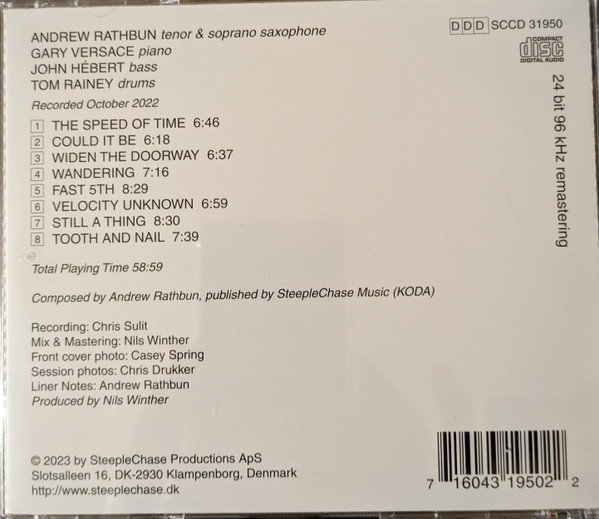 ANDREW RATHBUN tenor & soprano saxophone
GARY VERSACE piano
JOHN HÉBERT bass
TOM RAINEY drums
Recorded October 2022
1 THE SPEED OF TIME 6:46
2 COULD IT BE 6:18
3 WIDEN THE DOORWAY 6:37
4 WANDERING 7:16
5 FAST 5TH 8:29
6 VELOCITY UNKNOWN 6:59
7 STILL A THING 8:30
8 TOOTH AND NAIL 7:39
Total Playing Time 58:59
Composed by Andrew Rathbun, published by SteepleChase Music (KODA)
Recording: Chris Sulit
Mix & Mastering: Nils Winther
Front cover photo: Casey Spring
Session photos: Chris Drukker
Liner Notes: Andrew Rathbun
Produced by Nils Winther
© 2023 by SteepleChase Productions ApS
Slotsalleen 16, DK-2930 Klampenborg, Denmark
http://www.steeplechase.dk
D D D SCCD 31950
COMPACT
disc
DIGITAL AUDIO
24 bit 96 kHz remastering
7 16043 19502 2